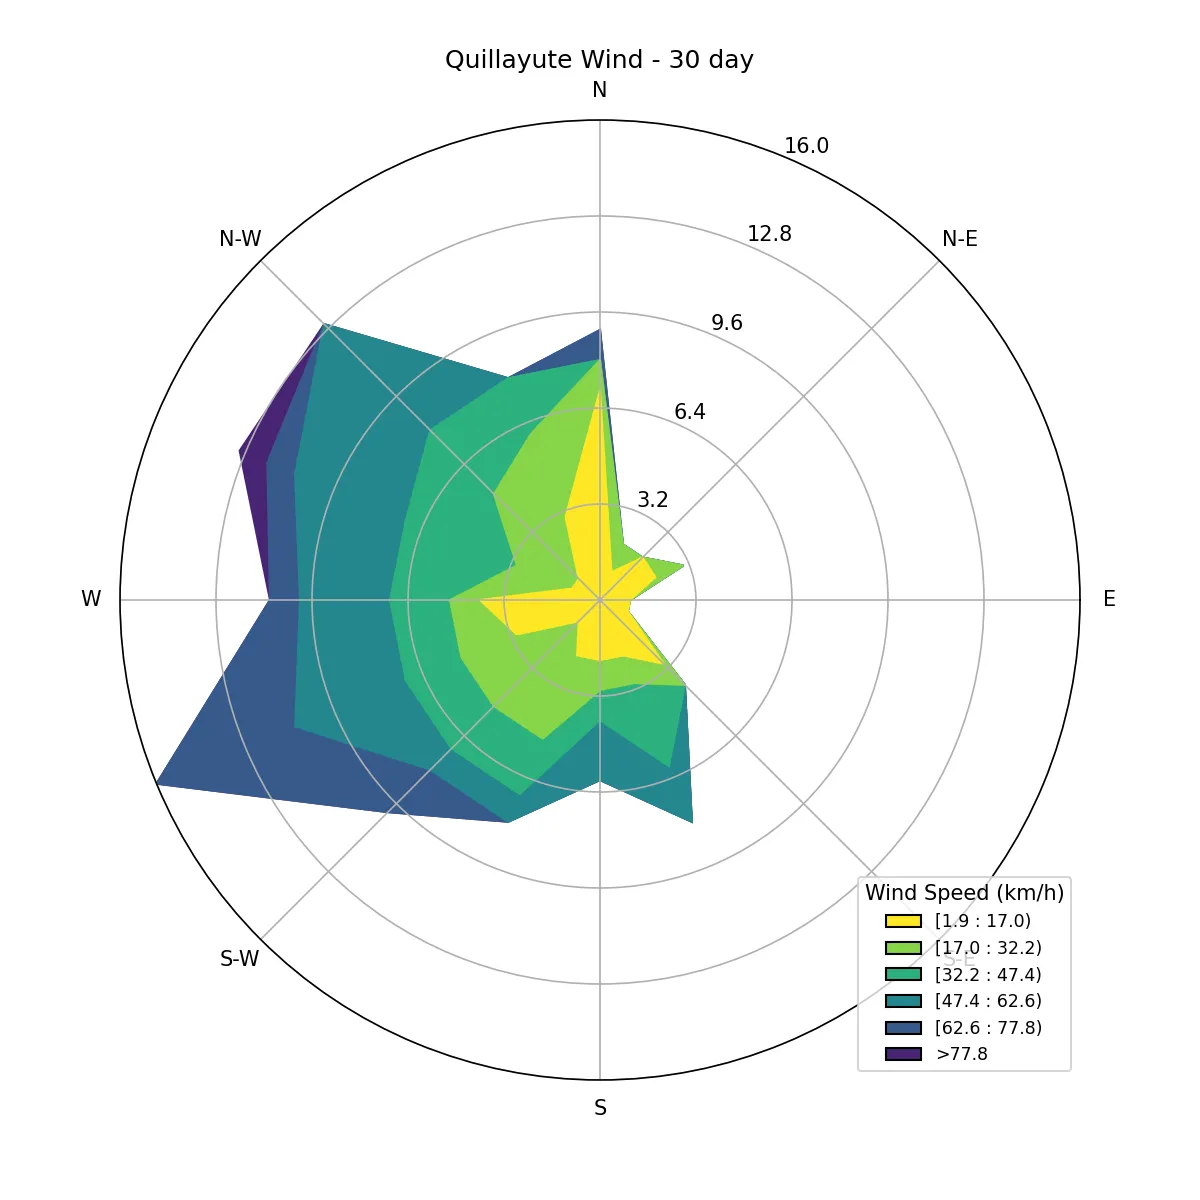 Quillayute Wind - 30 day
N
16.0
N-W
12.8
N-E
9.6
6.4
3.2
W
E
Wind Speed (km/h)
[1.9 : 17.0)
[17.0 : 32.2)
S-W
S-E
[32.2 : 47.4)
[47.4 : 62.6)
[62.6 : 77.8)
>77.8
S